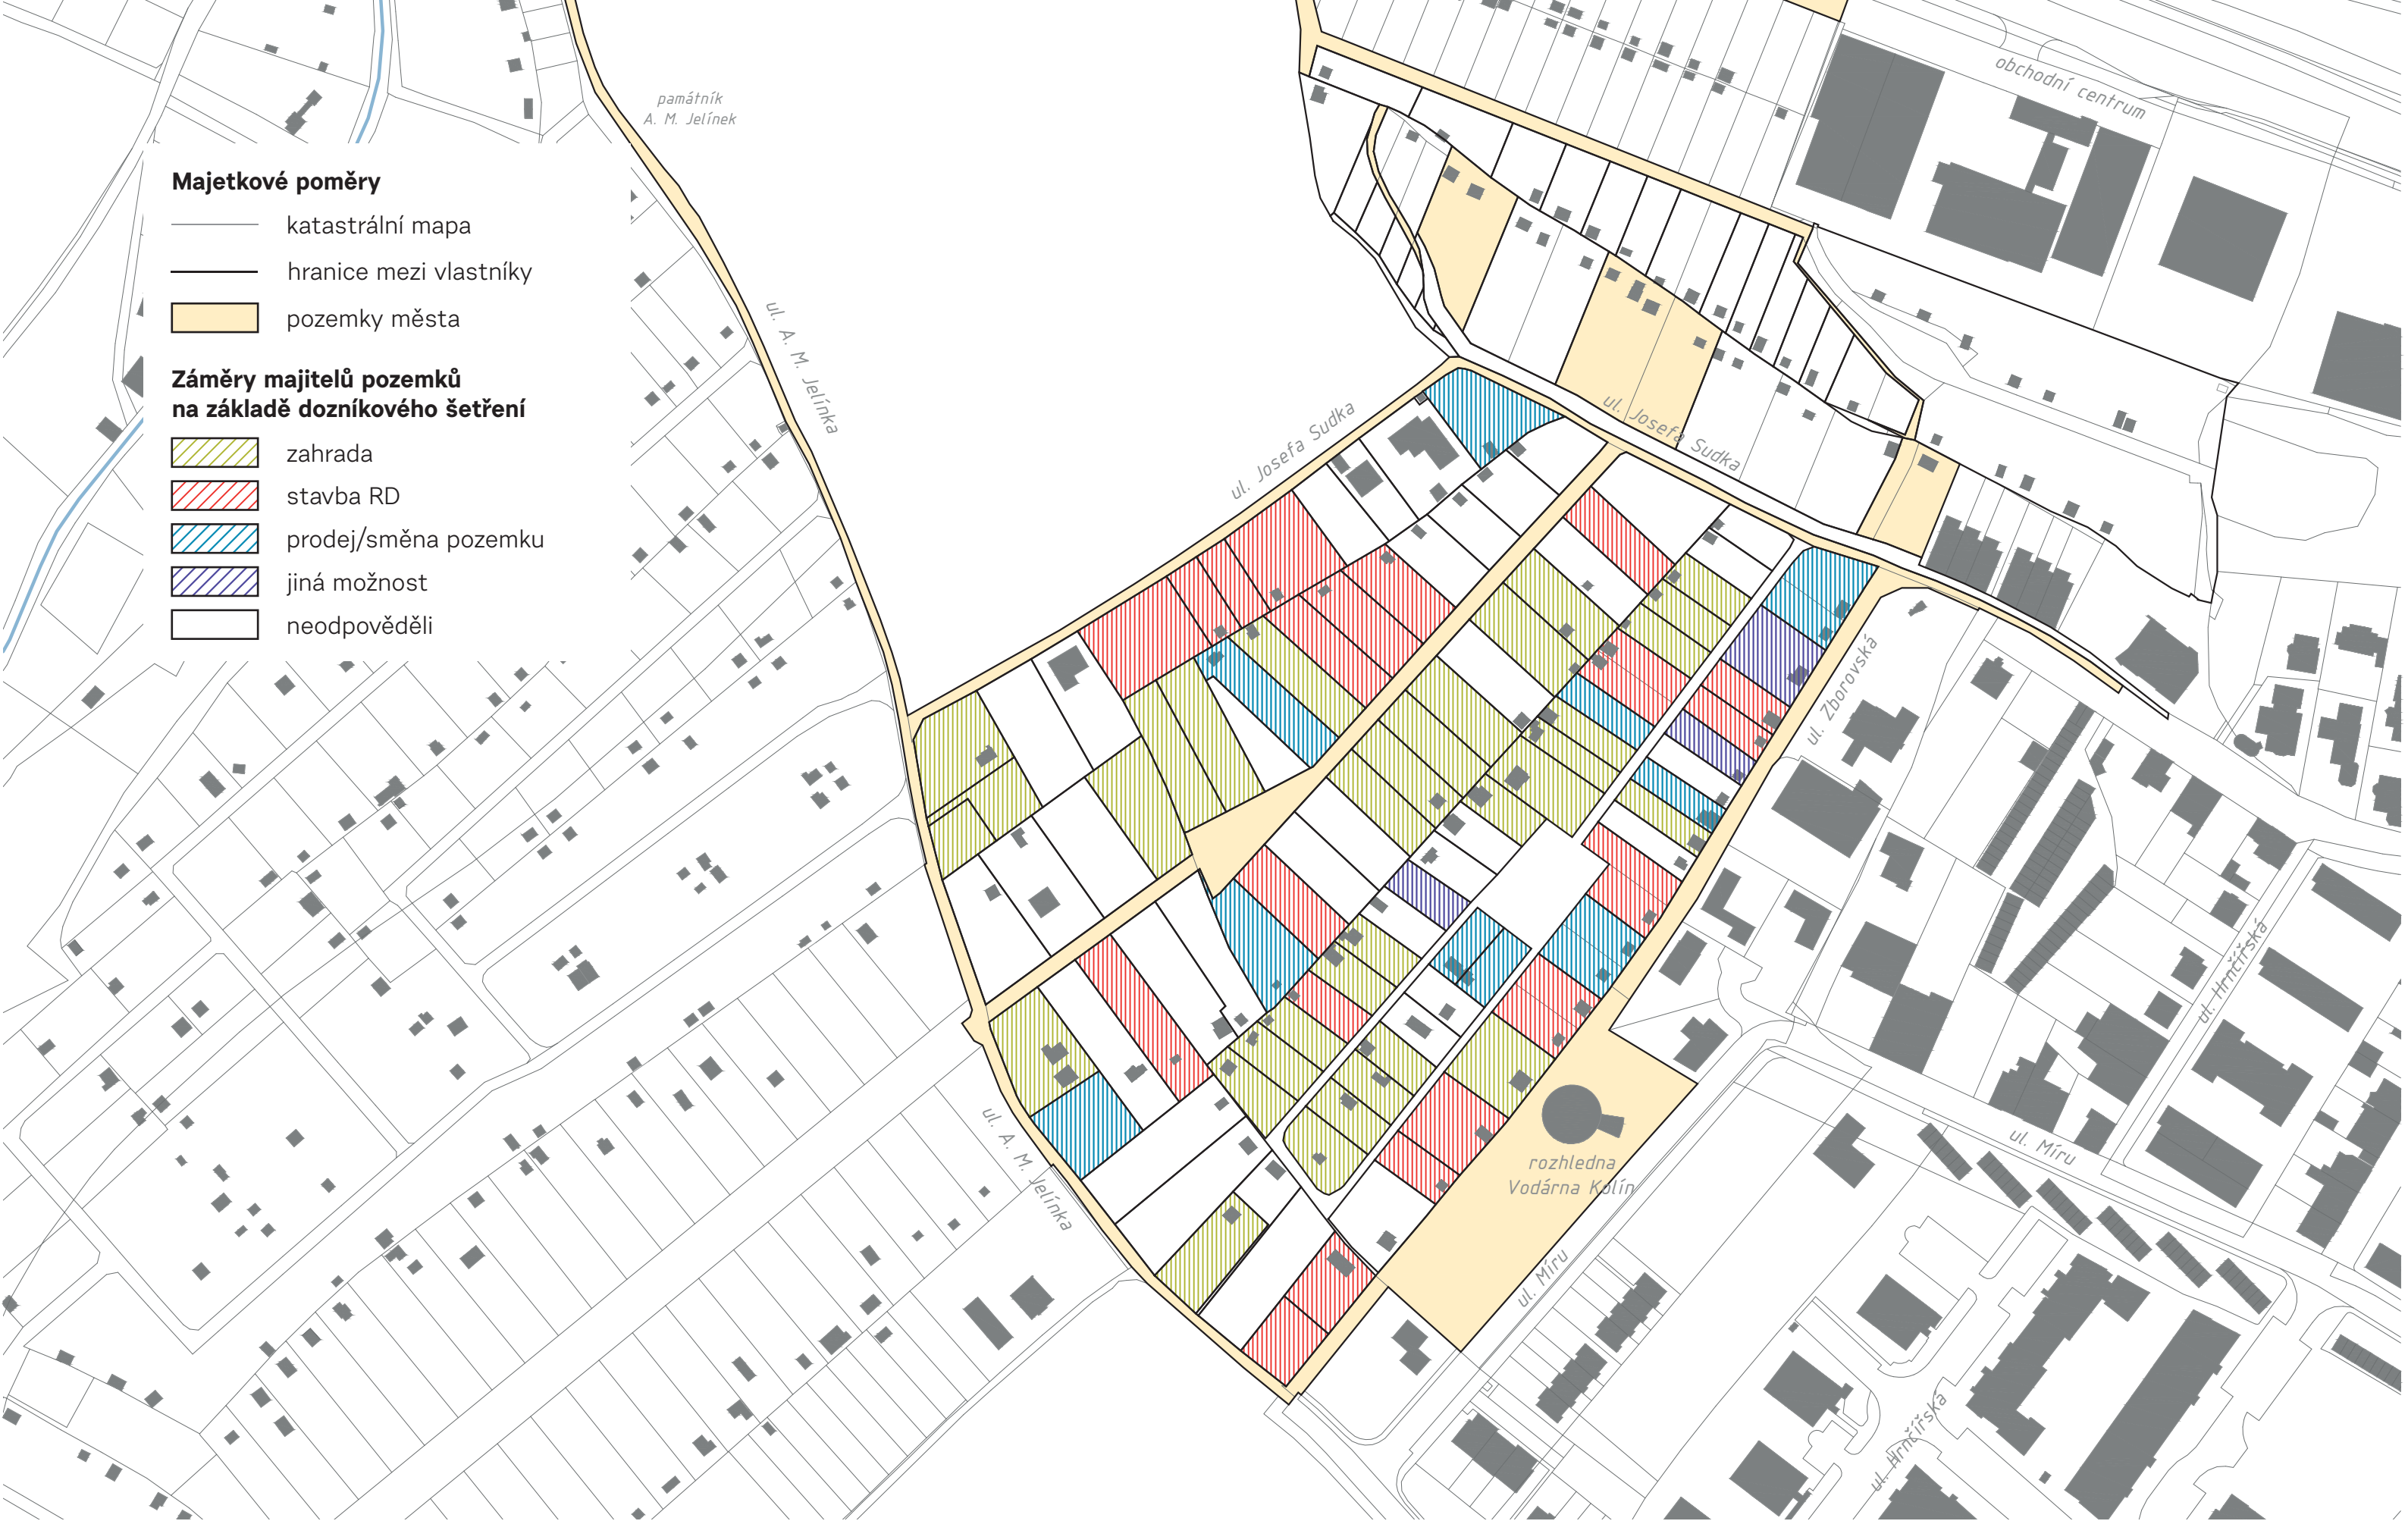 obchodní centrum
památník
A. M. Jelínek
Majetkové poměry
katastrální mapa
hranice mezi vlastníky
pozemky města
Záměry majitelů pozemků
na základě dozníkového šetření
zahrada
stavba RD
prodej/směna pozemku
jiná možnost
neodpověděli
ul. A. M. Jelínka
ul. Josefa Sudka
ul. Josefa Sudka
ul. Zborovská
ul. Hrnčířská
ul. A. M. Jelínka
rozhledna
Vodárna Kolín
ul. Míru
ul. Míru
ul. Hrnčířská